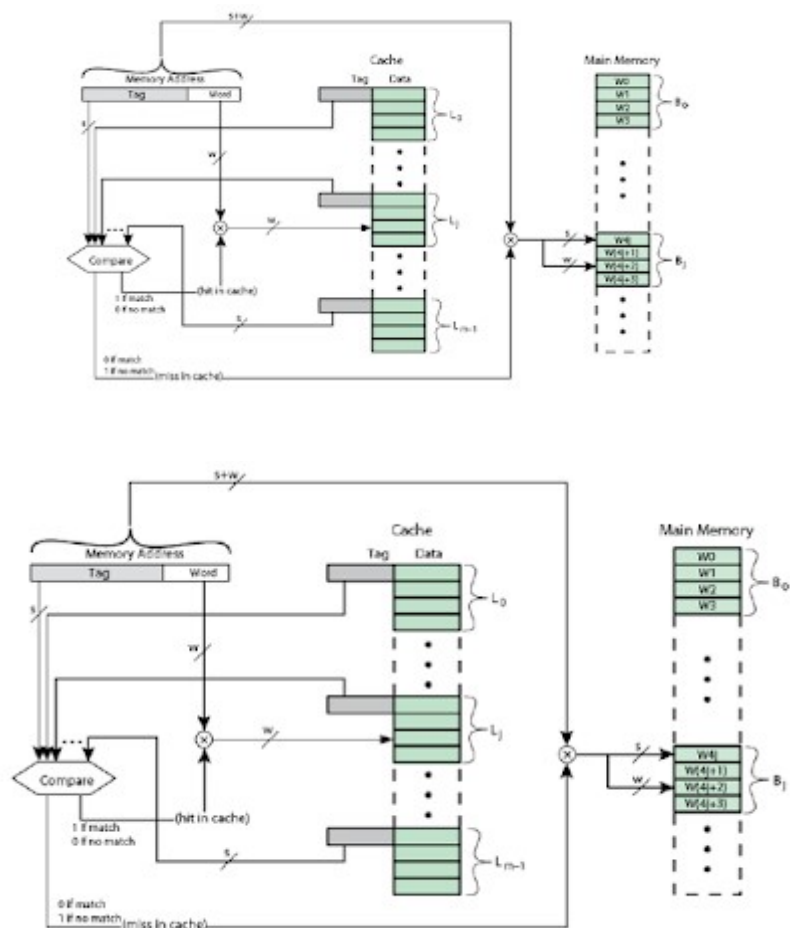 s+w
Cache
Main Memory
Memory Address
Tag Data
Tag Word
W0
W1
W2
W3
B0
L0
s
w
Lj
w
s
w
W4j
W(4j+1)
W(4j+2)
W(4j+3)
Bj
Compare
(hit in cache)
1 if match
0 if no match
s
Lm-1
0 if match
1 if no match
(miss in cache)
s+w
Cache
Main Memory
Memory Address
Tag Data
Tag Word
W0
W1
W2
W3
B0
L0
s
w
Lj
w
s
w
W4j
W(4j+1)
W(4j+2)
W(4j+3)
Bj
Compare
(hit in cache)
1 if match
0 if no match
s
Lm-1
0 if match
1 if no match
(miss in cache)